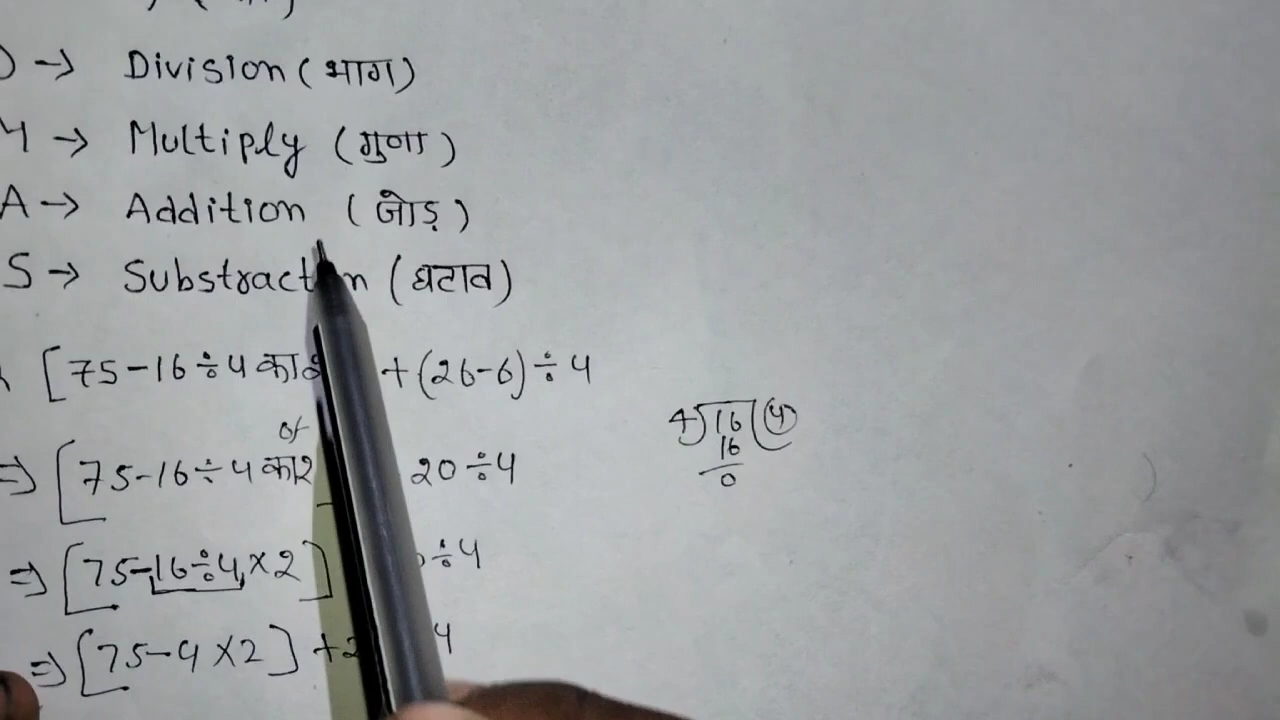 D → Division (भाग)
M → Multiply (गुणा)
A → Addition (जोड़)
S → Substraction (घटाव)
[75-16÷4 का + (26-6)÷4
of
⇒ [75-16÷4 का 2 20÷4
⇒ [75-16÷4×2] ÷4
⇒ [75-4×2] +2 4
4)16(4
16
0